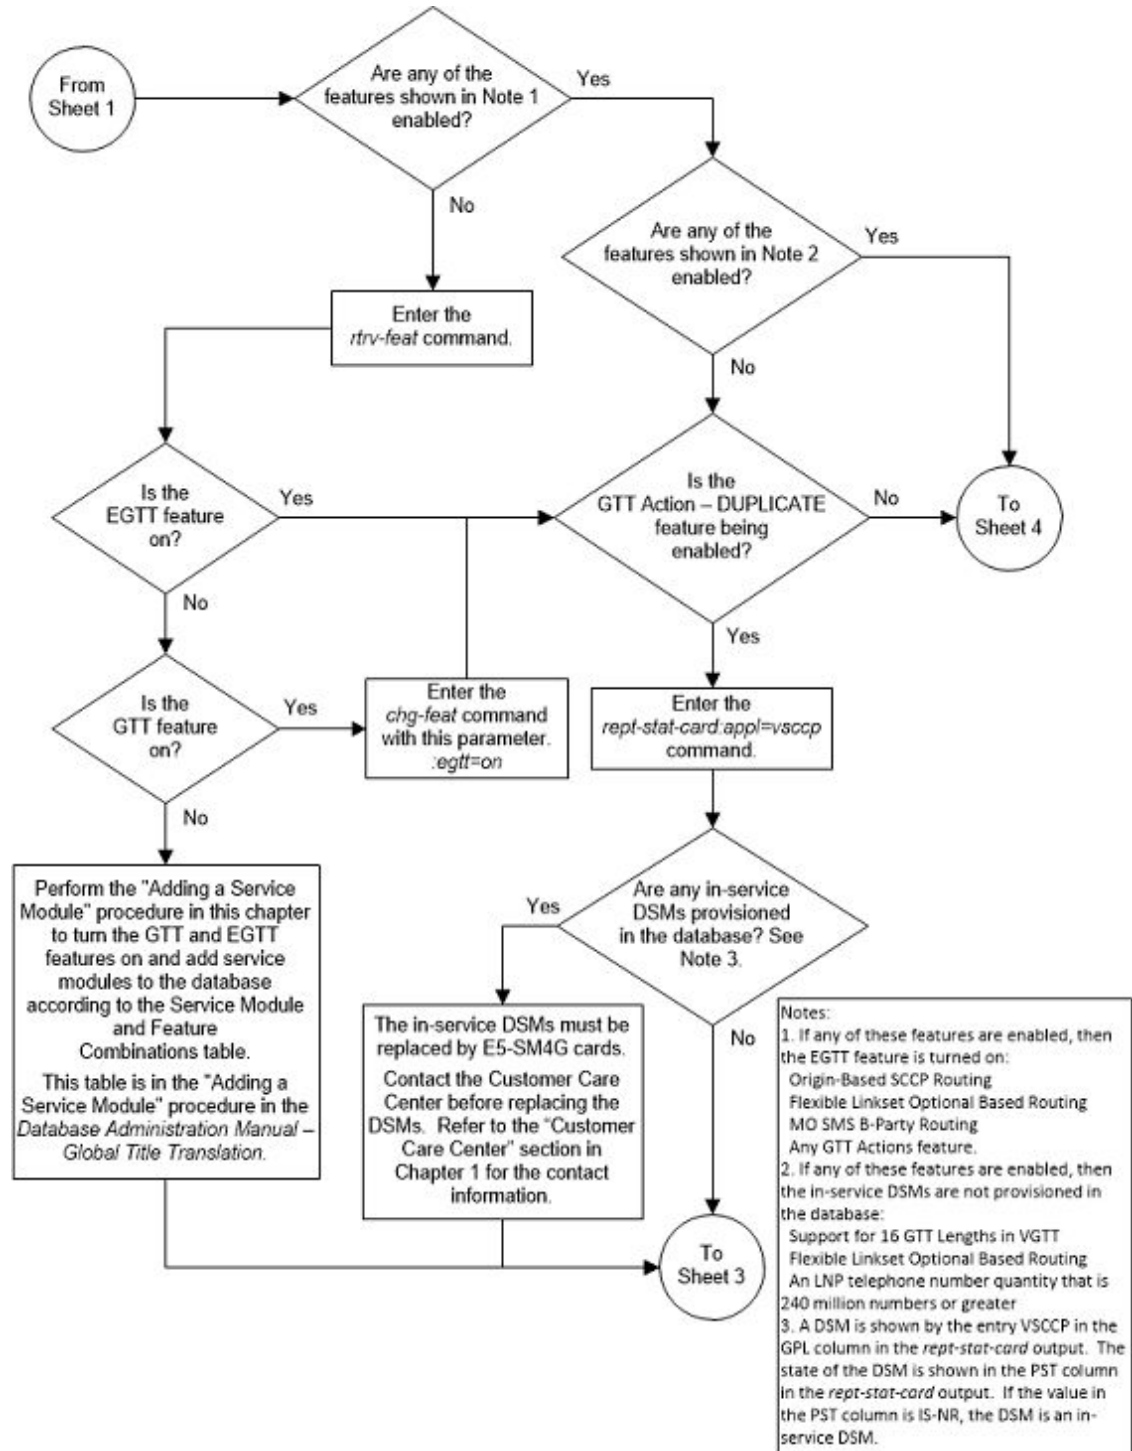 From
Sheet 1
Are any of the
features shown in Note 1
enabled?
Yes
No
Are any of the
features shown in Note 2
enabled?
Yes
No
Enter the
rtrv-feat command.
Is the
EGTT feature
on?
Yes
No
Is the
GTT Action – DUPLICATE
feature being
enabled?
No
Yes
To
Sheet 4
Is the
GTT feature
on?
Yes
No
Enter the
chg-feat command
with this parameter.
:egtt=on
Enter the
rept-stat-card:appl=vsccp
command.
Are any in-service
DSMs provisioned
in the database? See
Note 3.
Yes
No
Perform the "Adding a Service
Module" procedure in this chapter
to turn the GTT and EGTT
features on and add service
modules to the database
according to the Service Module
and Feature
Combinations table.
This table is in the "Adding a
Service Module" procedure in the
Database Administration Manual –
Global Title Translation.
The in-service DSMs must be
replaced by E5-SM4G cards.
Contact the Customer Care
Center before replacing the
DSMs. Refer to the "Customer
Care Center" section in
Chapter 1 for the contact
information.
To
Sheet 3
Notes:
1. If any of these features are enabled, then
the EGTT feature is turned on:
Origin-Based SCCP Routing
Flexible Linkset Optional Based Routing
MO SMS B-Party Routing
Any GTT Actions feature.
2. If any of these features are enabled, then
the in-service DSMs are not provisioned in
the database:
Support for 16 GTT Lengths in VGTT
Flexible Linkset Optional Based Routing
An LNP telephone number quantity that is
240 million numbers or greater
3. A DSM is shown by the entry VSCCP in the
GPL column in the rept-stat-card output. The
state of the DSM is shown in the PST column
in the rept-stat-card output. If the value in
the PST column is IS-NR, the DSM is an in-
service DSM.